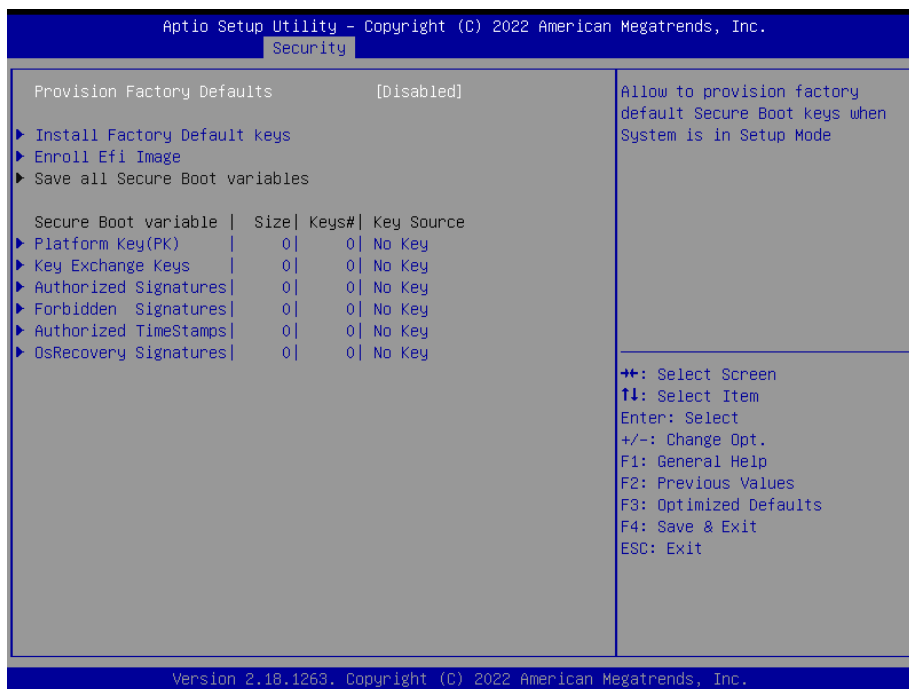 Aptio Setup Utility – Copyright (C) 2022 American Megatrends, Inc.
Security
Provision Factory Defaults [Disabled]
Install Factory Default keys
Enroll Efi Image
Save all Secure Boot variables
Secure Boot variable | Size| Keys#| Key Source
Platform Key(PK) | 0| 0| No Key
Key Exchange Keys | 0| 0| No Key
Authorized Signatures| 0| 0| No Key
Forbidden Signatures| 0| 0| No Key
Authorized TimeStamps| 0| 0| No Key
OsRecovery Signatures| 0| 0| No Key
Allow to provision factory
default Secure Boot keys when
System is in Setup Mode
→←: Select Screen
↑↓: Select Item
Enter: Select
+/-: Change Opt.
F1: General Help
F2: Previous Values
F3: Optimized Defaults
F4: Save & Exit
ESC: Exit
Version 2.18.1263. Copyright (C) 2022 American Megatrends, Inc.